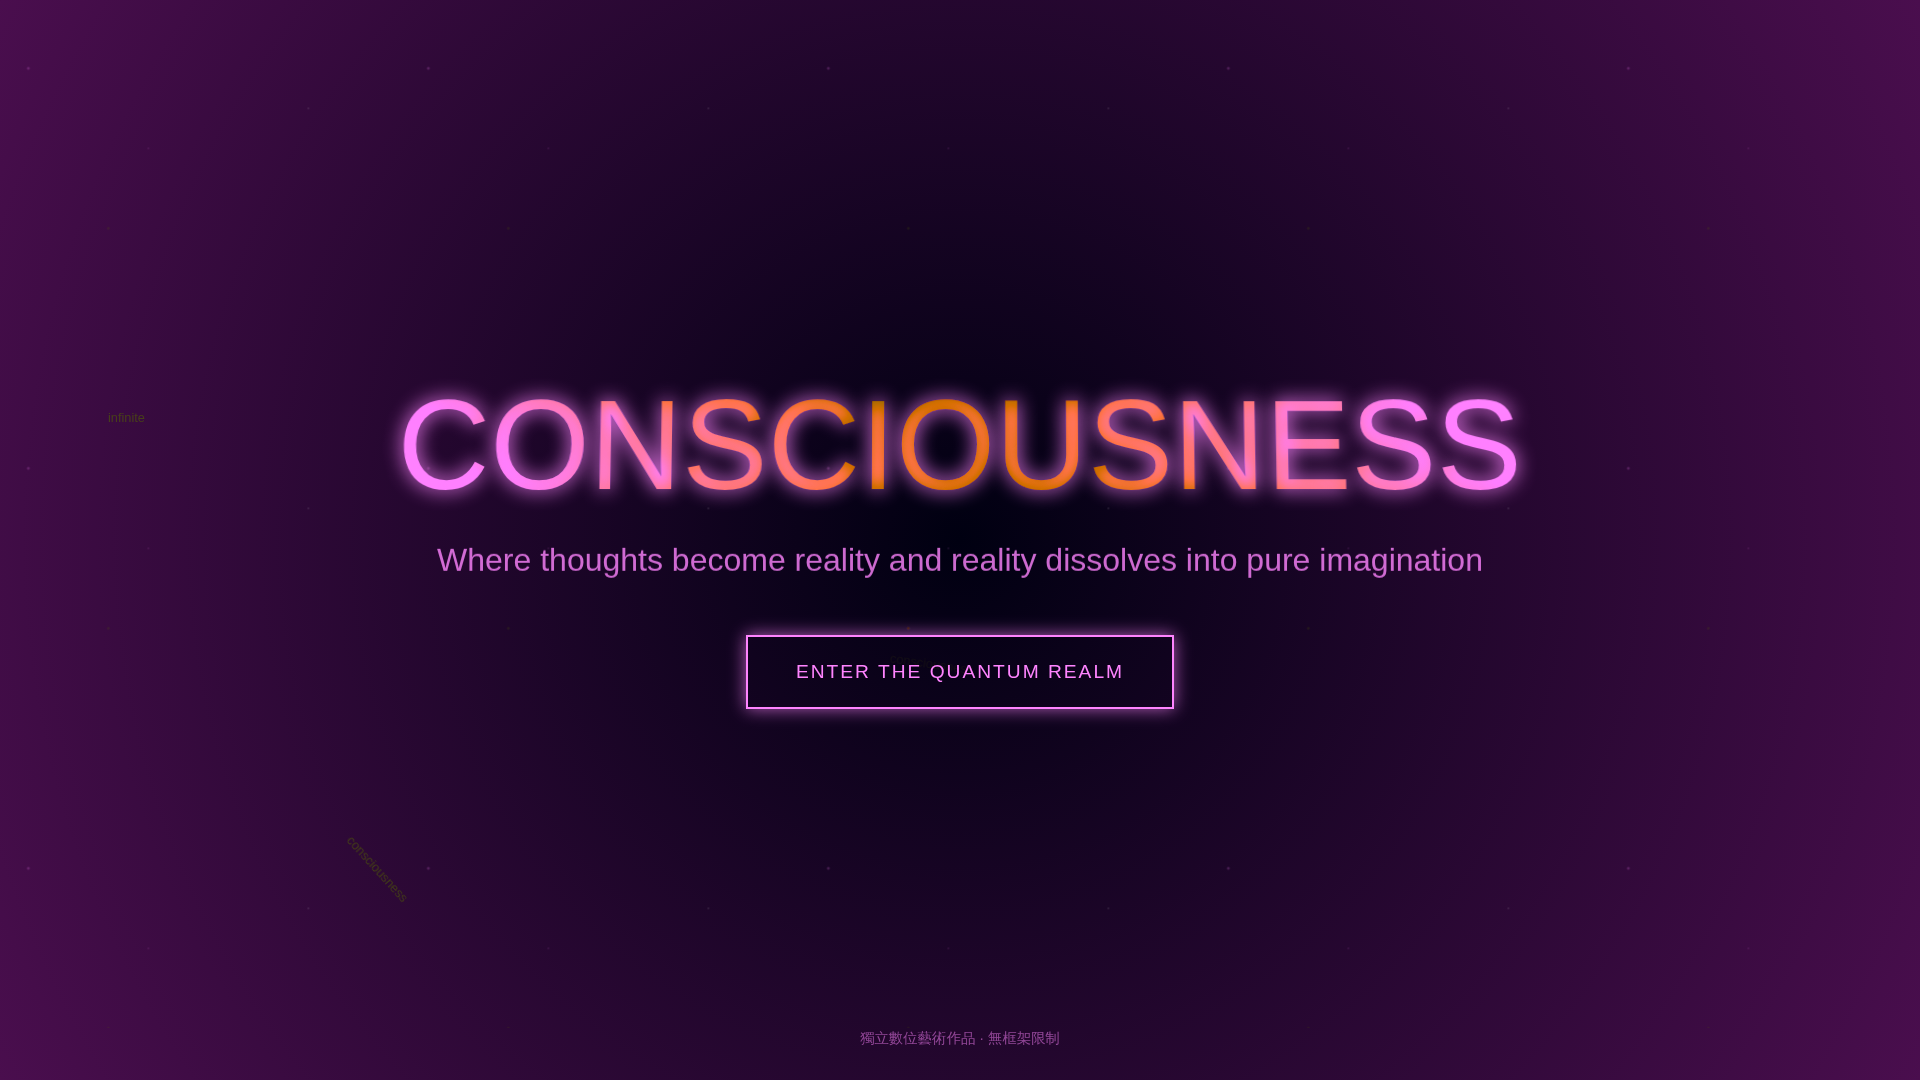 infinite
CONSCIOUSNESS
Where thoughts become reality and reality dissolves into pure imagination
ENTER THE QUANTUM REALM
consciousness
獨立數位藝術作品 · 無框架限制